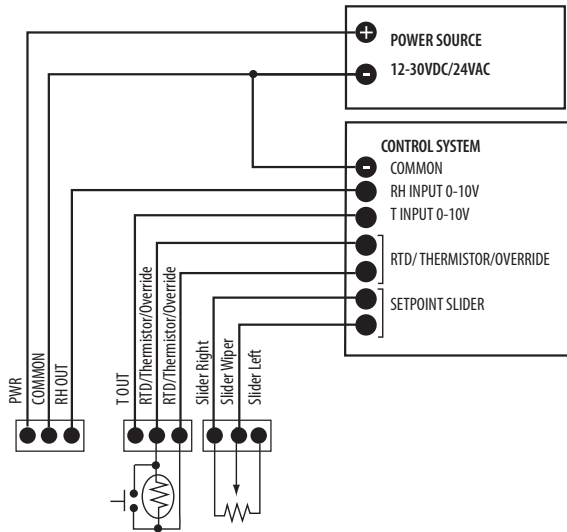 +
POWER SOURCE
-
12-30VDC/24VAC
CONTROL SYSTEM
-
COMMON
RH INPUT 0-10V
T INPUT 0-10V
RTD/ THERMISTOR/OVERRIDE
SETPOINT SLIDER
PWR
COMMON
RH OUT
T OUT
RTD/Thermistor/Override
RTD/Thermistor/Override
Slider Right
Slider Wiper
Slider Left